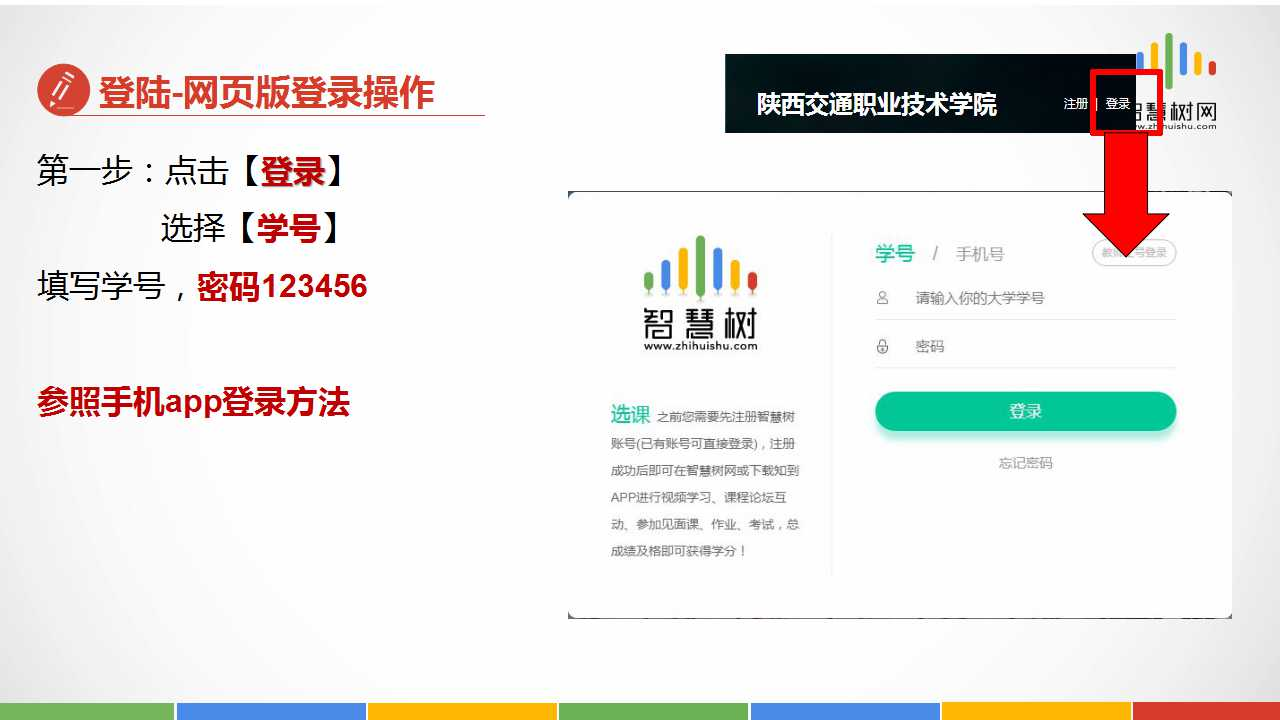 登陆-网页版登录操作
陕西交通职业技术学院
注册 | 登录
智慧树网
www.zhihuishu.com
第一步：点击【登录】
选择【学号】
填写学号，密码123456
参照手机app登录方法
智慧树
www.zhihuishu.com
选课 之前您需要先注册智慧树
账号(已有账号可直接登录)，注册
成功后即可在智慧树网或下载知到
APP进行视频学习、课程论坛互
动、参加见面课、作业、考试，总
成绩及格即可获得学分！
学号 / 手机号
号登录
请输入你的大学学号
密码
登录
忘记密码